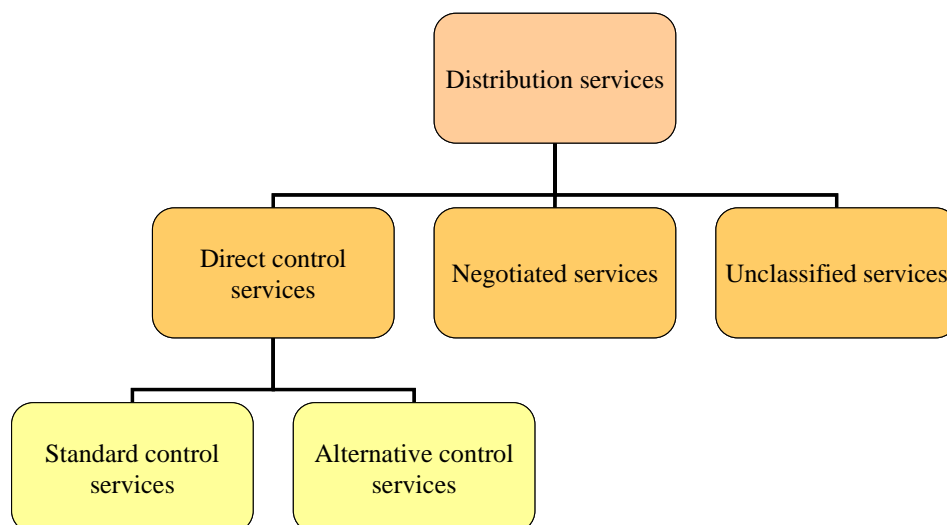 Distribution services
Direct control
services
Negotiated services
Unclassified services
Standard control
services
Alternative control
services